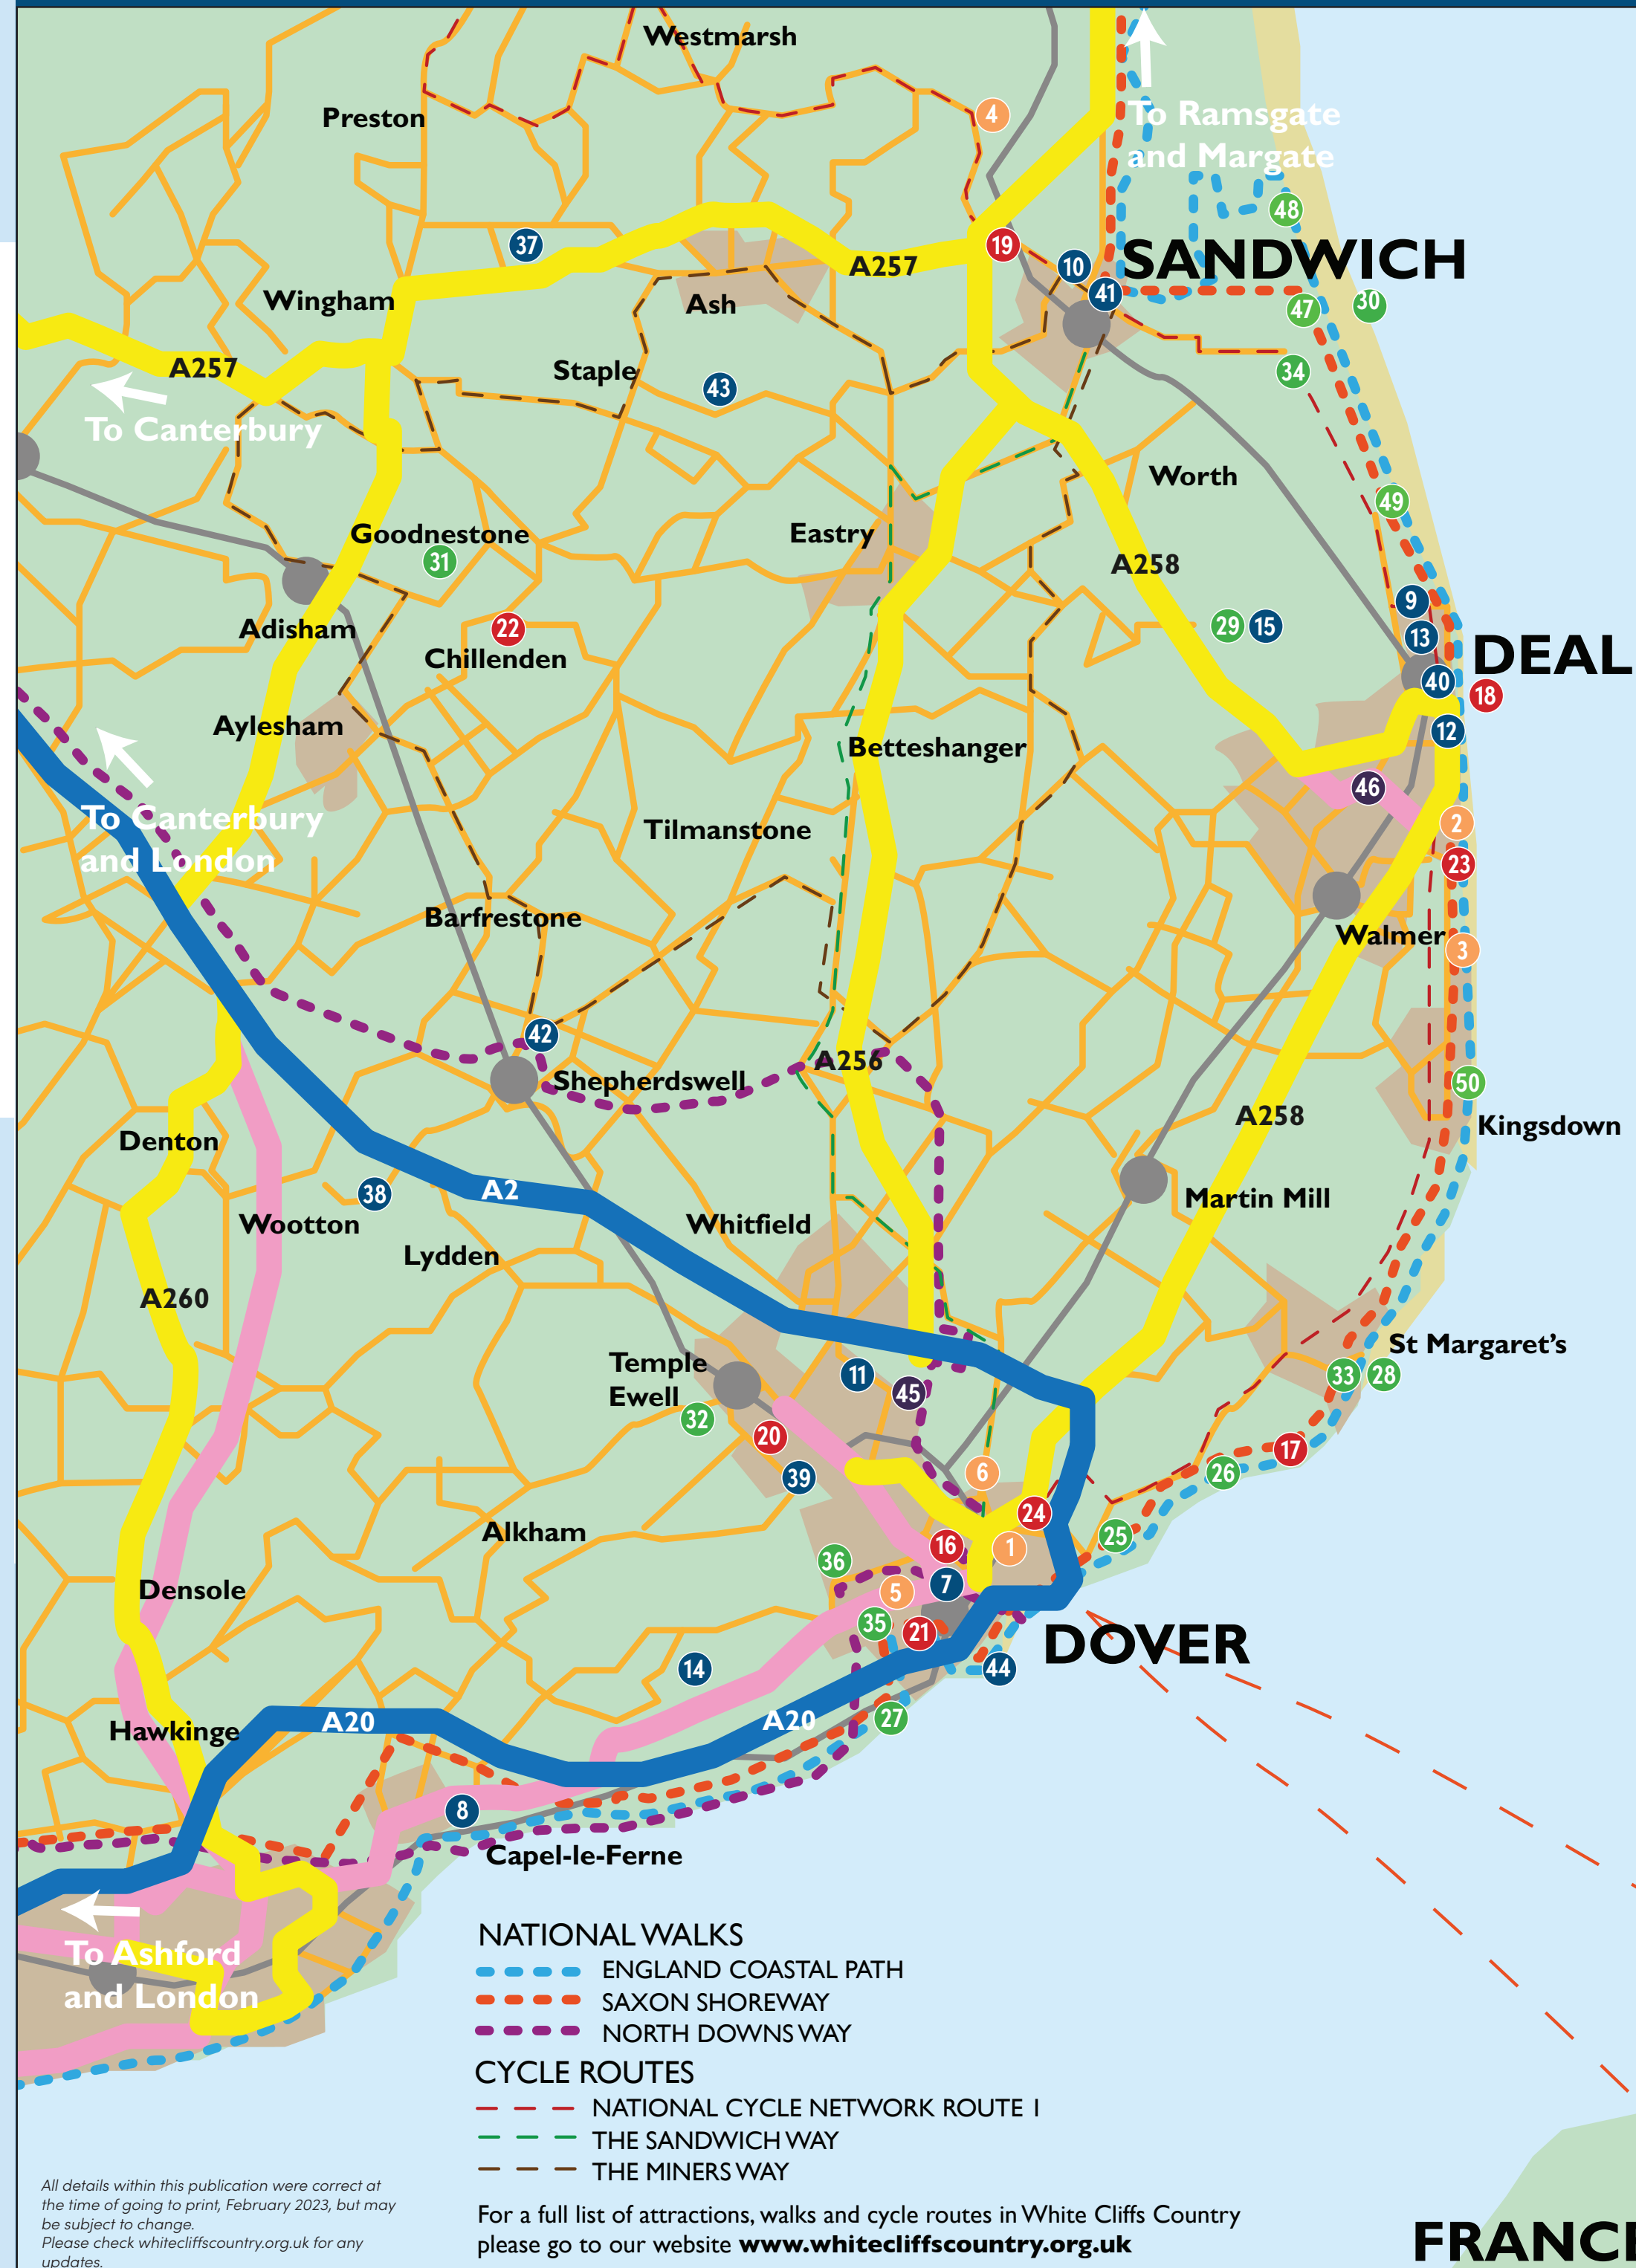 Westmarsh
4
Preston
To Ramsgate
and Margate
48
37
19
10
SANDWICH
A257
41
Wingham
Ash
47
30
A257
Staple
43
34
To Canterbury
Worth
49
Goodnestone
Eastry
31
A258
9
22
29
15
Adisham
13
DEAL
Chillenden
40
18
Aylesham
12
Betteshanger
46
To Canterbury
and London
Tilmanstone
2
23
Barfrestone
Walmer
3
42
A256
Shepherdswell
50
A258
Kingsdown
Denton
38
A2
Martin Mill
Wootton
Whitfield
Lydden
A260
St Margaret's
Temple
Ewell
11
45
33
28
32
20
17
39
6
26
24
Alkham
25
16
1
36
Densole
7
5
35
21
DOVER
14
44
Hawkinge
A20
A20
27
8
Capel-le-Ferne
To Ashford
and London
NATIONAL WALKS
ENGLAND COASTAL PATH
SAXON SHOREWAY
NORTH DOWNS WAY
CYCLE ROUTES
NATIONAL CYCLE NETWORK ROUTE 1
THE SANDWICH WAY
THE MINERS WAY
All details within this publication were correct at
the time of going to print, February 2023, but may
be subject to change.
Please check whitecliffscountry.org.uk for any
updates.
For a full list of attractions, walks and cycle routes in White Cliffs Country
please go to our website www.whitecliffscountry.org.uk
FRANCE